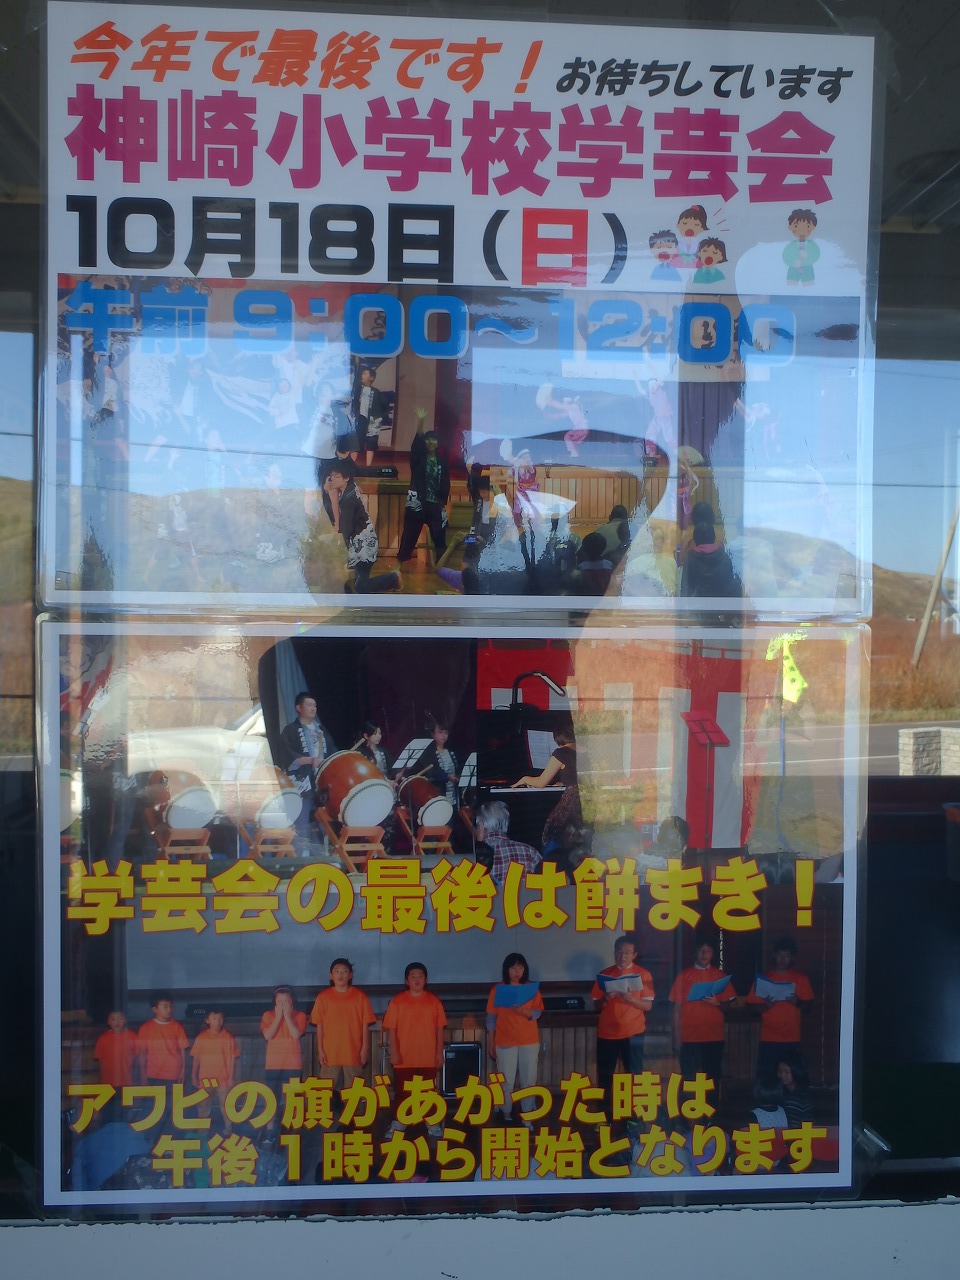 今年で最後です！ お待ちしています
神崎小学校学芸会
10月18日(日)
午前9:00～12:00
学芸会の最後は餅まき！
アワビの旗があがった時は
午後1時から開始となります